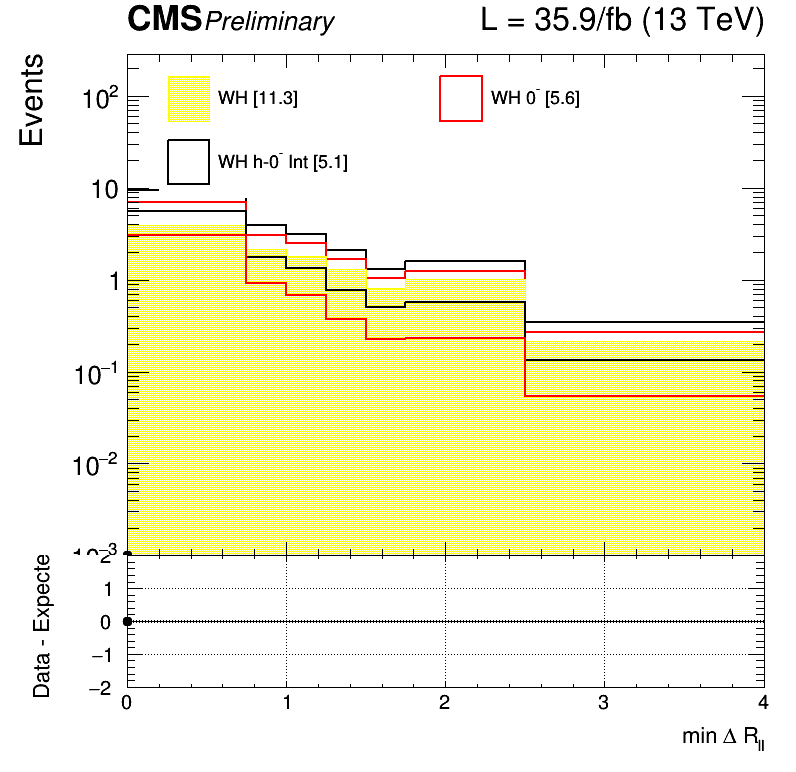 CMS Preliminary L = 35.9/fb (13 TeV)
Events
10²
10
1
10⁻¹
10⁻²
10⁻³
WH [11.3]
WH 0⁻ [5.6]
WH h-0⁻ Int [5.1]
Data - Expecte
2
1
0
−1
−2
0 1 2 3 4
min Δ R_ll